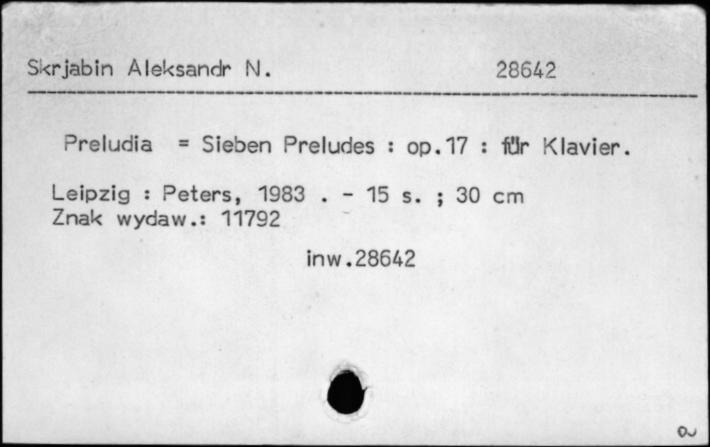 Skrjabin Aleksandr N. 28642
Preludia = Sieben Preludes : op.17 : für Klavier.
Leipzig : Peters, 1983 . - 15 s. ; 30 cm
Znak wydaw.: 11792
inw.28642